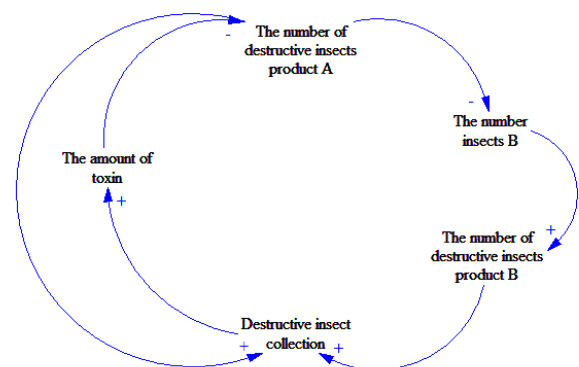 The number of
destructive insects
product A
-
-
The number
insects B
The amount of
toxin
+
+
The number of
destructive insects
product B
Destructive insect
collection
+
+